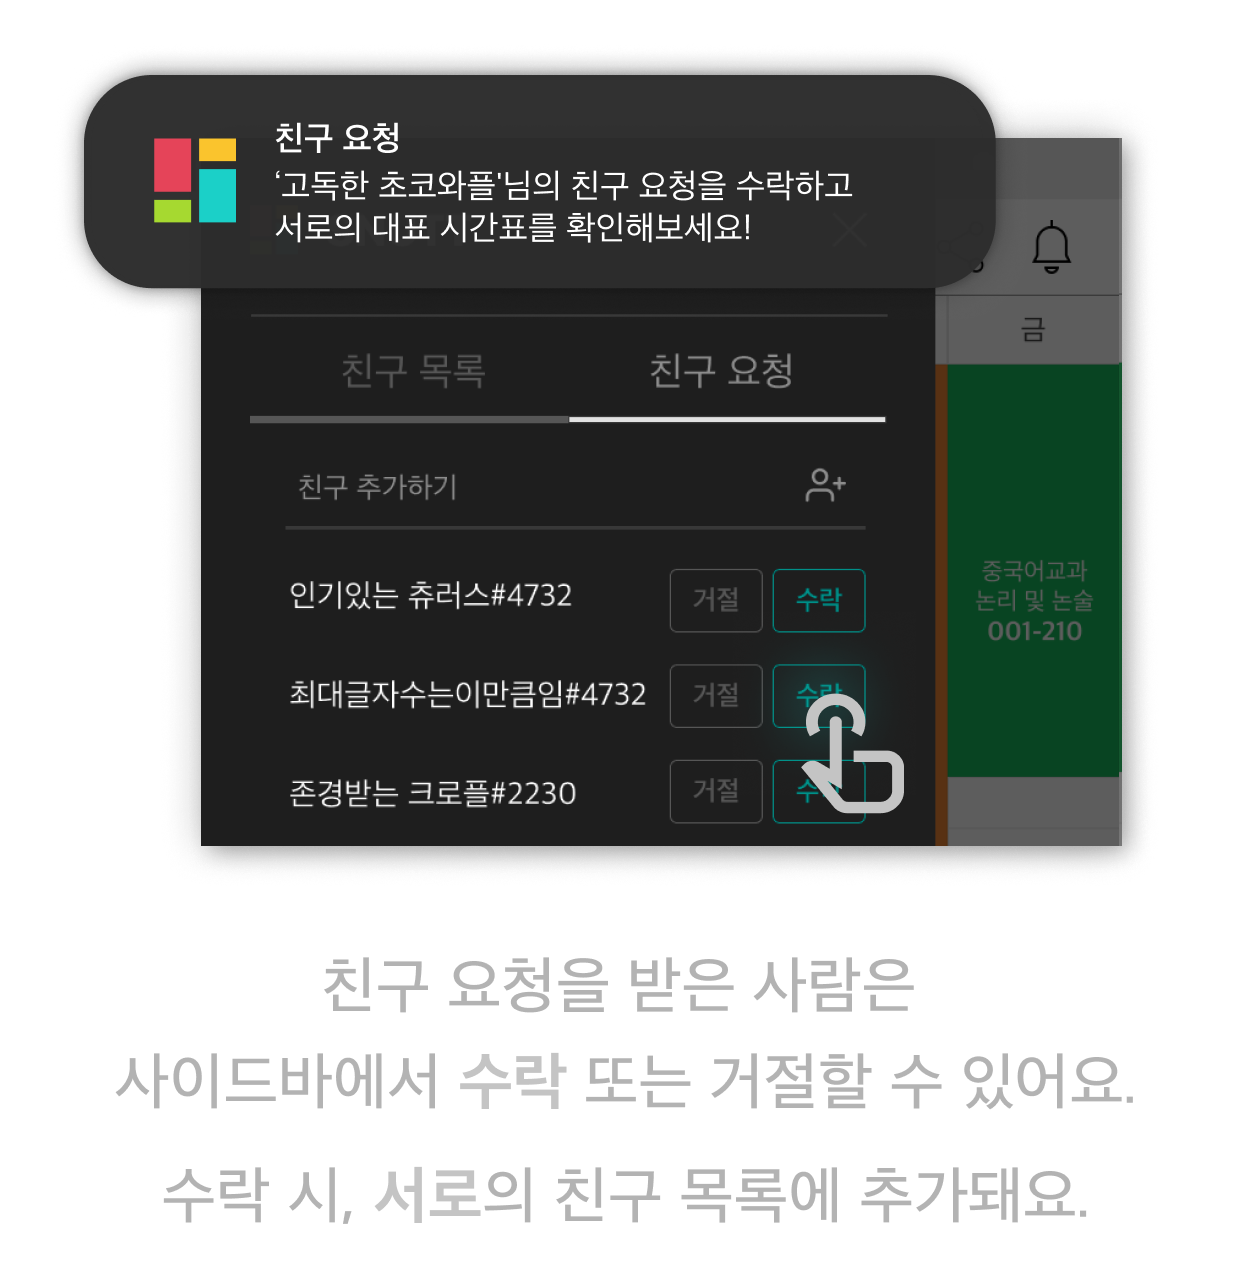 친구 요청
‘고독한 초코와플'님의 친구 요청을 수락하고
서로의 대표 시간표를 확인해보세요!
금
친구 목록
친구 요청
친구 추가하기
인기있는 츄러스#4732
거절
수락
최대글자수는이만큼임#4732
거절
수락
존경받는 크로플#2230
거절
중국어교과
논리 및 논술
001-210
친구 요청을 받은 사람은
사이드바에서 수락 또는 거절할 수 있어요.
수락 시, 서로의 친구 목록에 추가돼요.